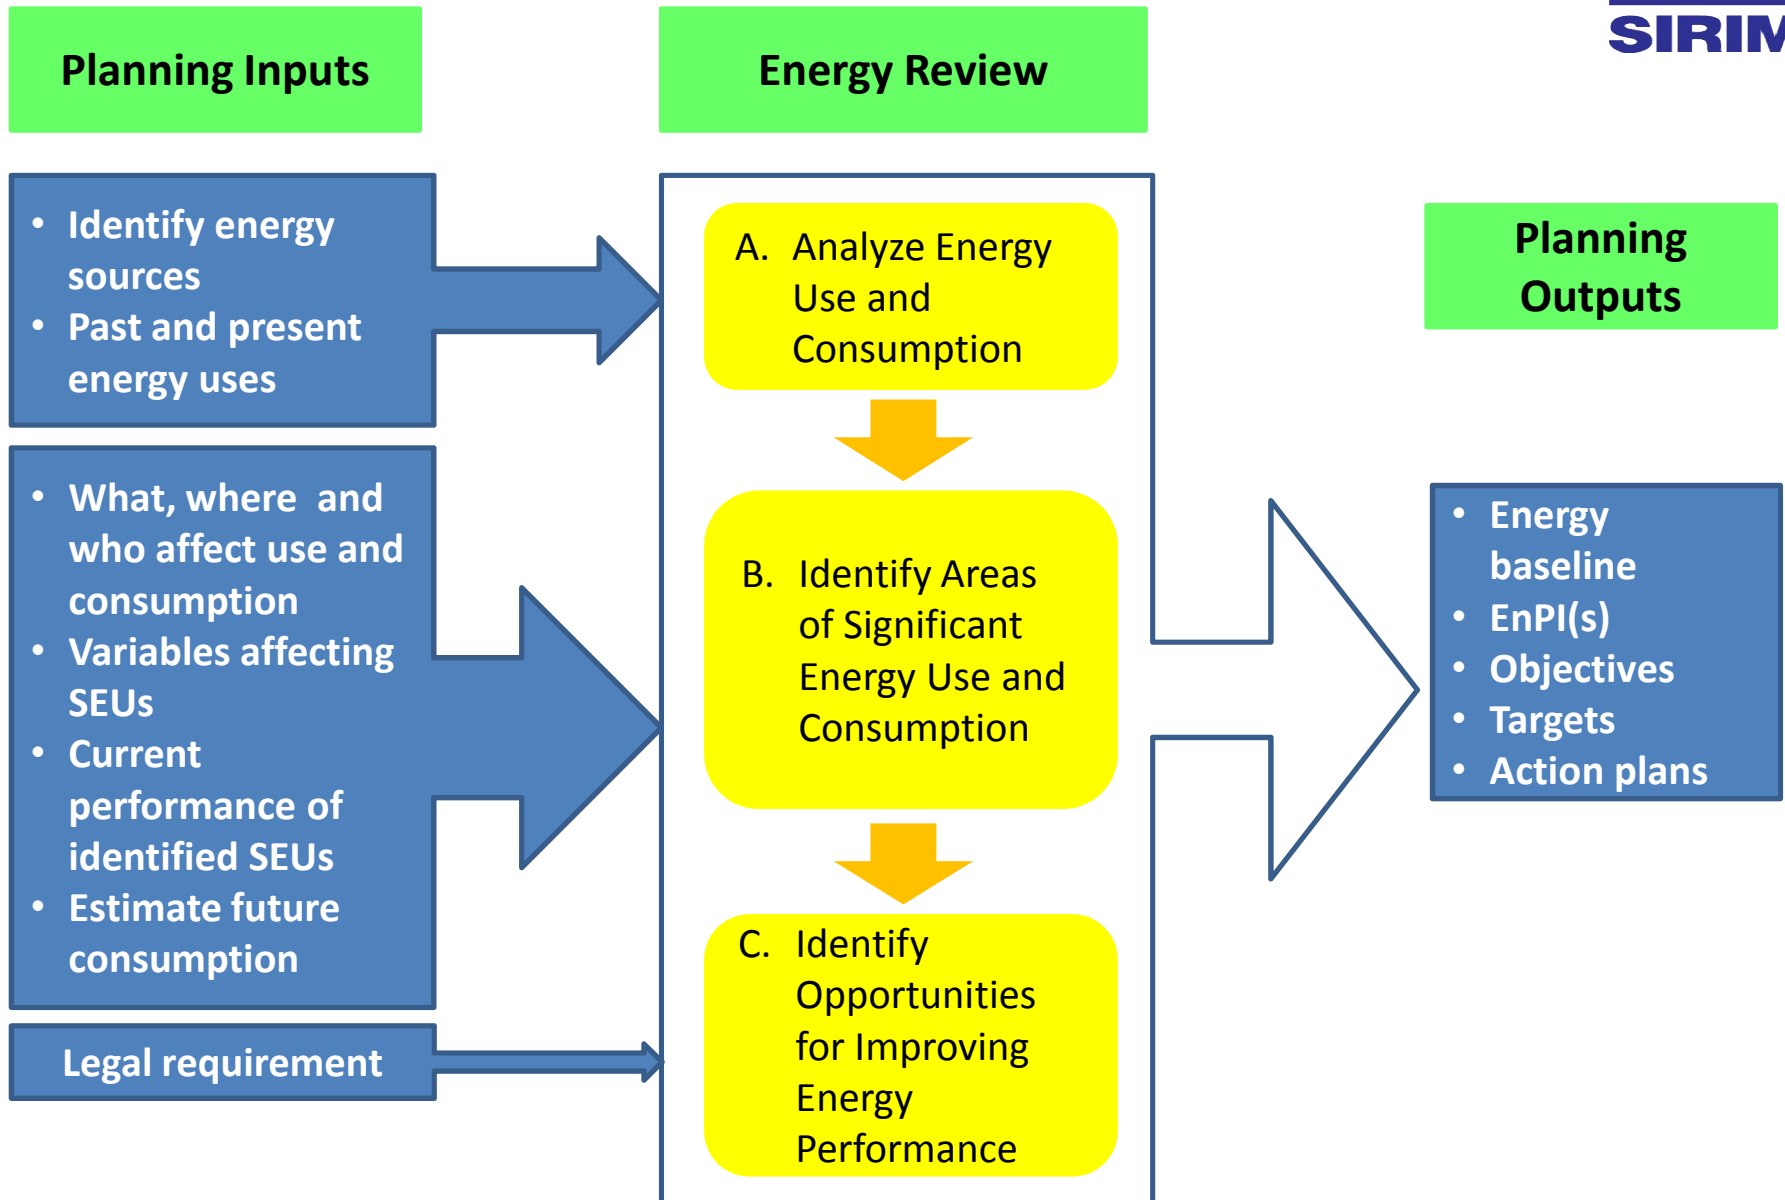 SIRIM
Planning Inputs
Energy Review
• Identify energy
sources
• Past and present
energy uses
• What, where  and
who affect use and
consumption
• Variables affecting
SEUs
• Current
performance of
identified SEUs
• Estimate future
consumption
Legal requirement
A. Analyze Energy
Use and
Consumption
B. Identify Areas
of Significant
Energy Use and
Consumption
C. Identify
Opportunities
for Improving
Energy
Performance
Planning
Outputs
• Energy
baseline
• EnPI(s)
• Objectives
• Targets
• Action plans